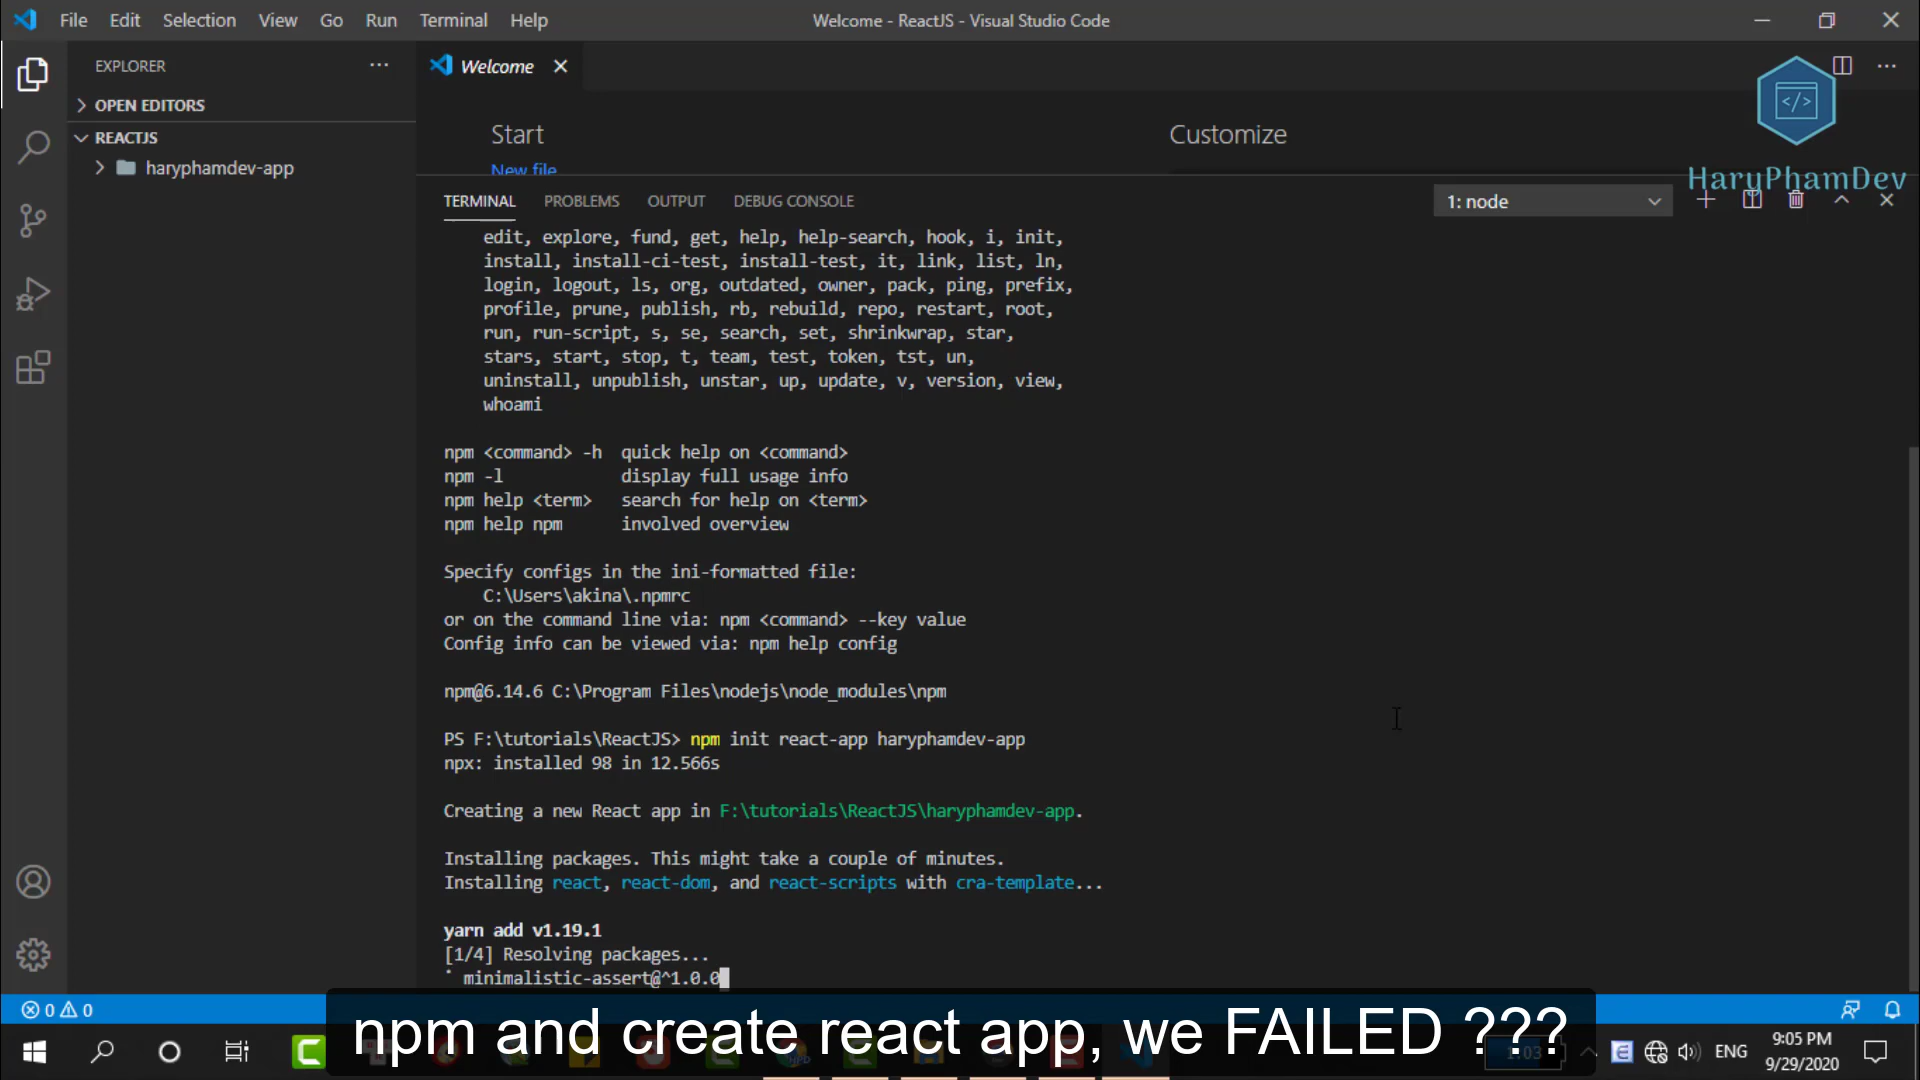 File Edit Selection View Go Run Terminal Help
Welcome - ReactJS - Visual Studio Code
EXPLORER
OPEN EDITORS
REACTJS
haryphamdev-app
Welcome
Start
New file
Customize
</>
HaryPhamDev
TERMINAL PROBLEMS OUTPUT DEBUG CONSOLE
1: node
edit, explore, fund, get, help, help-search, hook, i, init,
install, install-ci-test, install-test, it, link, list, ln,
login, logout, ls, org, outdated, owner, pack, ping, prefix,
profile, prune, publish, rb, rebuild, repo, restart, root,
run, run-script, s, se, search, set, shrinkwrap, star,
stars, start, stop, t, team, test, token, tst, un,
uninstall, unpublish, unstar, up, update, v, version, view,
whoami
npm <command> -h quick help on <command>
npm -l display full usage info
npm help <term> search for help on <term>
npm help npm involved overview
Specify configs in the ini-formatted file:
C:\Users\akina\.npmrc
or on the command line via: npm <command> --key value
Config info can be viewed via: npm help config
npm@6.14.6 C:\Program Files\nodejs\node_modules\npm
PS F:\tutorials\ReactJS> npm init react-app haryphamdev-app
npx: installed 98 in 12.566s
Creating a new React app in F:\tutorials\ReactJS\haryphamdev-app.
Installing packages. This might take a couple of minutes.
Installing react, react-dom, and react-scripts with cra-template...
yarn add v1.19.1
[1/4] Resolving packages...
minimalistic-assert@^1.0.0
0 0
npm and create react app, we FAILED ???
1:03
ENG
9:05 PM
9/29/2020